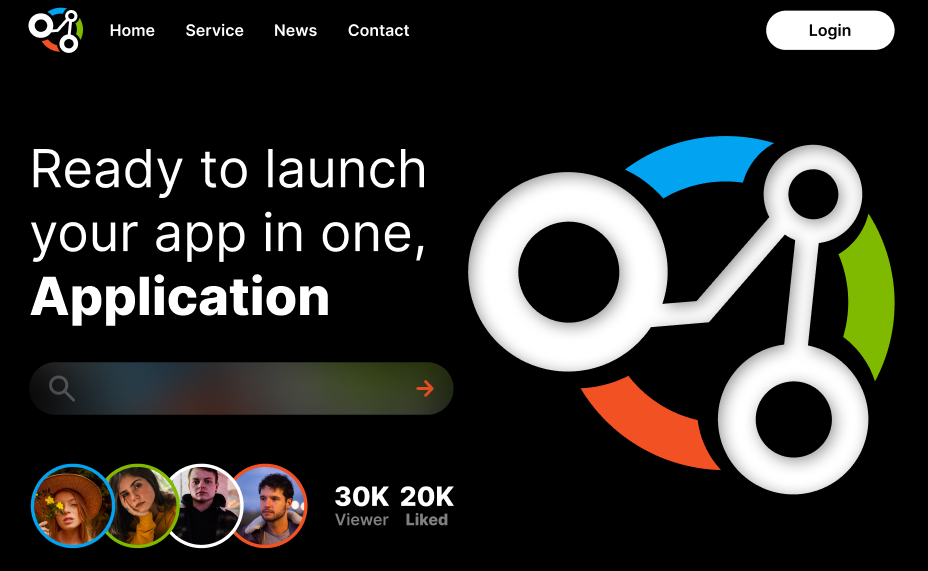 Home Service News Contact Login
Ready to launch
your app in one,
Application
30K 20K
Viewer Liked